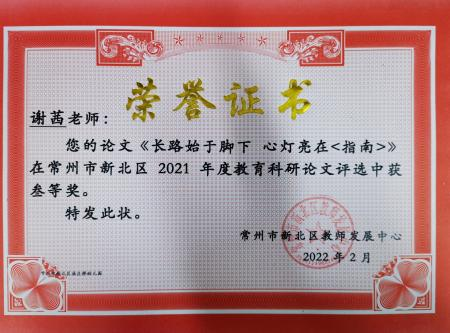 荣誉证书
谢茜老师：
您的论文《长路始于脚下 心灯亮在<指南>》
在常州市新北区 2021 年度教育科研论文评选中获
叁等奖。
特发此状。
常州市新北区教师发展中心
2022 年 2 月